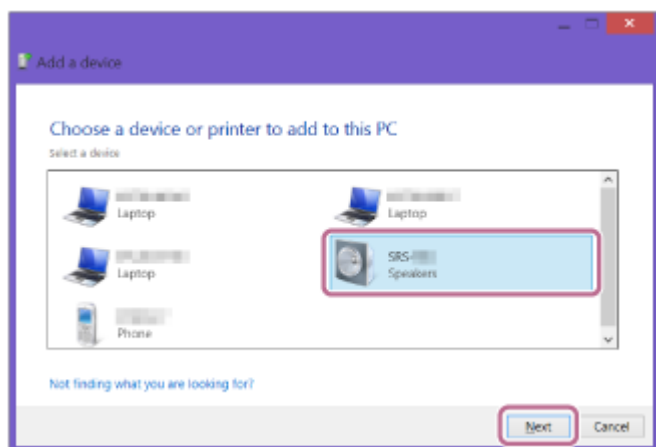 Add a device
Choose a device or printer to add to this PC
Select a device
Laptop
Laptop
Laptop
SRS-
Speakers
Phone
Not finding what you are looking for?
Next
Cancel